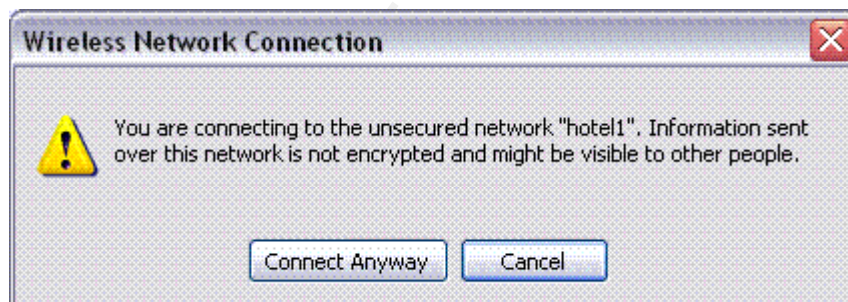 Wireless Network Connection
You are connecting to the unsecured network "hotel1". Information sent
over this network is not encrypted and might be visible to other people.
Connect Anyway
Cancel